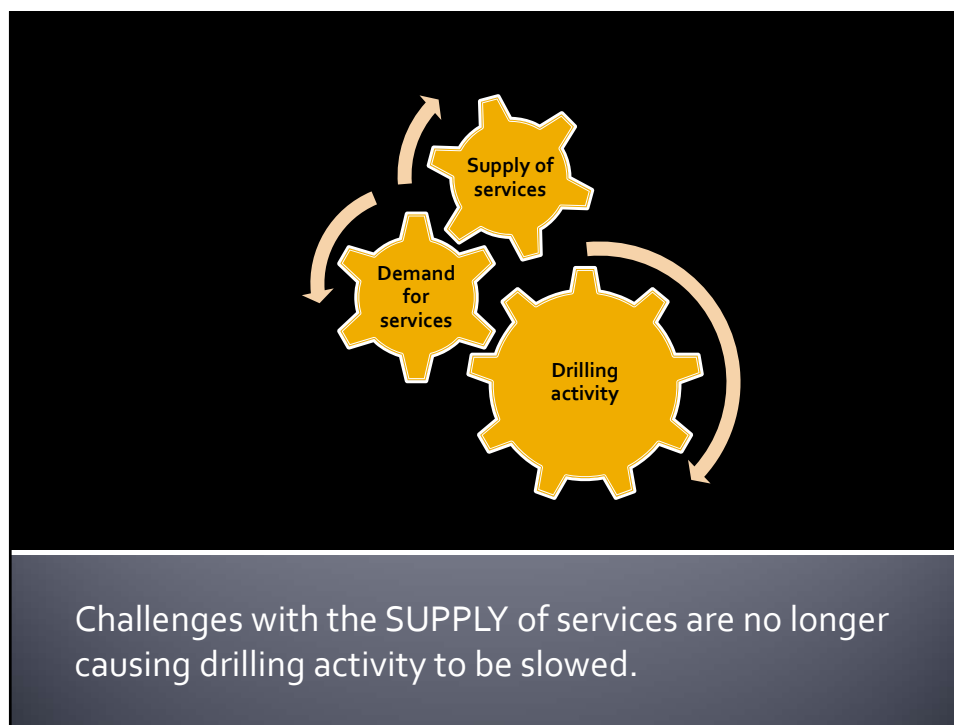 Supply of
services
Demand
for
services
Drilling
activity
Challenges with the SUPPLY of services are no longer
causing drilling activity to be slowed.